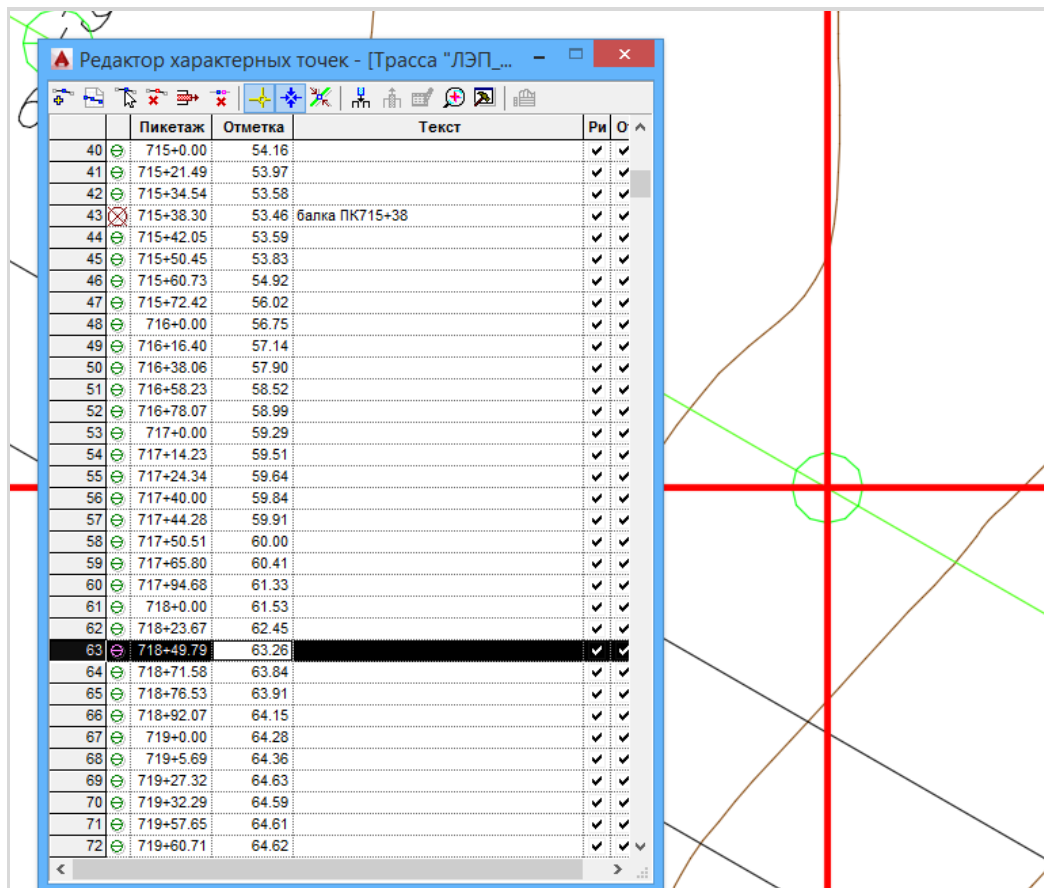 Редактор характерных точек - [Трасса "ЛЭП_...
Пикетаж Отметка Текст Ри О
40 715+0.00 54.16
41 715+21.49 53.97
42 715+34.54 53.58
43 715+38.30 53.46 балка ПК715+38
44 715+42.05 53.59
45 715+50.45 53.83
46 715+60.73 54.92
47 715+72.42 56.02
48 716+0.00 56.75
49 716+16.40 57.14
50 716+38.06 57.90
51 716+58.23 58.52
52 716+78.07 58.99
53 717+0.00 59.29
54 717+14.23 59.51
55 717+24.34 59.64
56 717+40.00 59.84
57 717+44.28 59.91
58 717+50.51 60.00
59 717+65.80 60.41
60 717+94.68 61.33
61 718+0.00 61.53
62 718+23.67 62.45
63 718+49.79 63.26
64 718+71.58 63.84
65 718+76.53 63.91
66 718+92.07 64.15
67 719+0.00 64.28
68 719+5.69 64.36
69 719+27.32 64.63
70 719+32.29 64.59
71 719+57.65 64.61
72 719+60.71 64.62